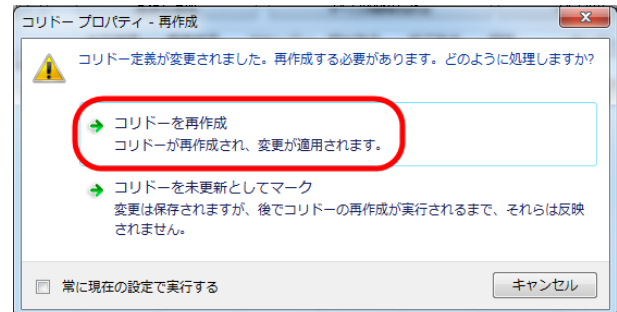 コリドー プロパティ - 再作成
コリドー定義が変更されました。再作成する必要があります。どのように処理しますか?
コリドーを再作成
コリドーが再作成され、変更が適用されます。
コリドーを未更新としてマーク
変更は保存されますが、後でコリドーの再作成が実行されるまで、それらは反映
されません。
常に現在の設定で実行する
キャンセル